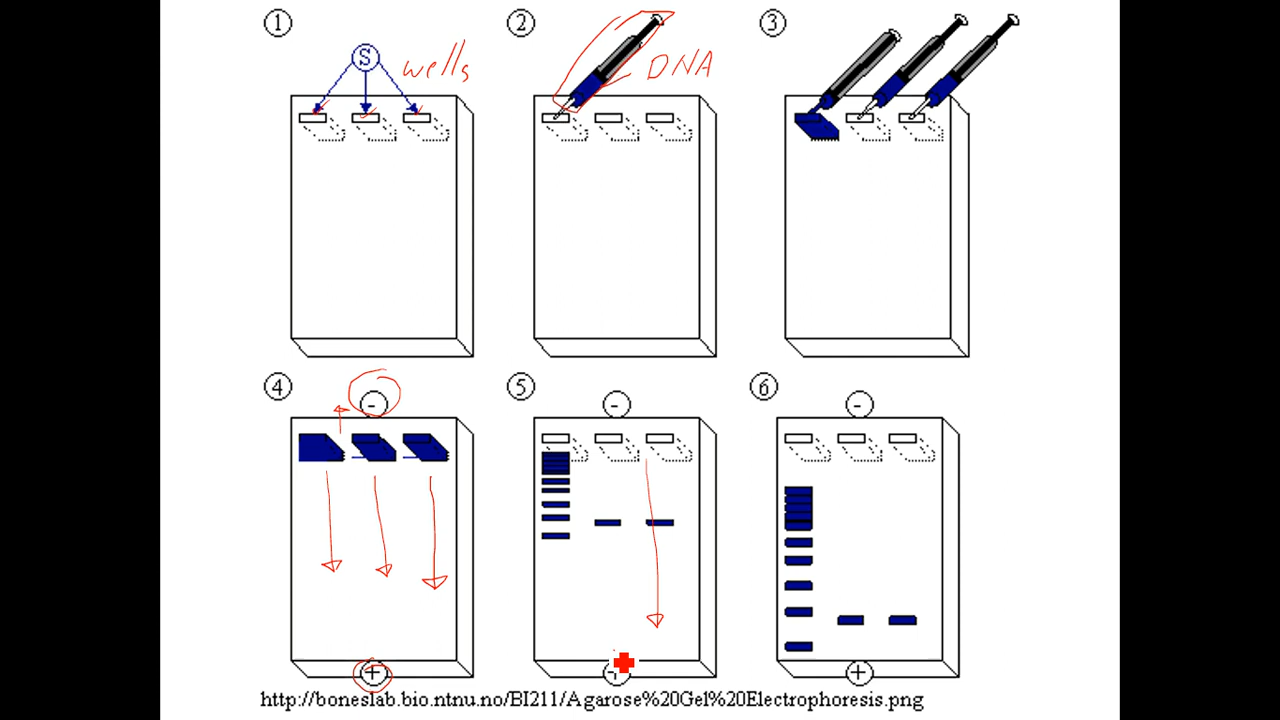 1
2
3
S
wells
DNA
4
5
6
-
-
-
+
+
http://boneslab.bio.ntnu.no/BI211/Agarose%20Gel%20Electrophoresis.png